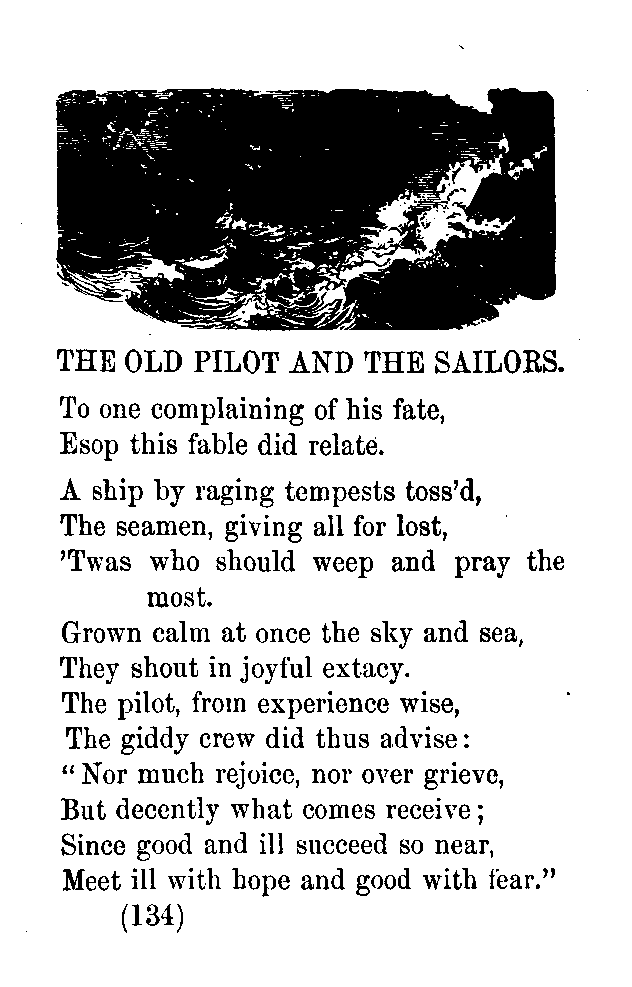 THE OLD PILOT AND THE SAILORS.
To one complaining of his fate,
Esop this fable did relate.
A ship by raging tempests toss'd,
The seamen, giving all for lost,
'Twas who should weep and pray the
most.
Grown calm at once the sky and sea,
They shout in joyful extacy.
The pilot, from experience wise,
The giddy crew did thus advise:
“Nor much rejoice, nor over grieve,
But decently what comes receive;
Since good and ill succeed so near,
Meet ill with hope and good with fear.”
(134)